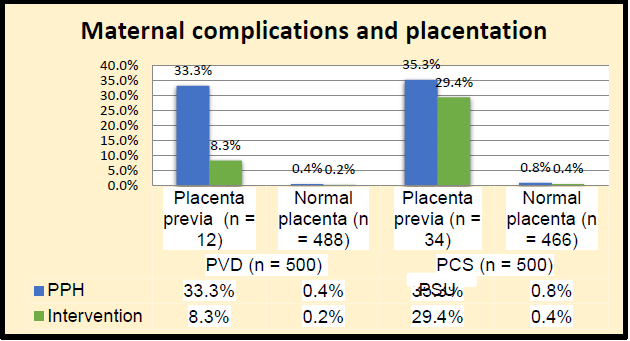 Maternal complications and placentation
40.0%
35.0%
30.0%
25.0%
20.0%
15.0%
10.0%
5.0%
0.0%
33.3%
8.3%
0.4% 0.2%
35.3%
29.4%
0.8% 0.4%
Placenta previa (n = 12)
Normal placenta (n = 488)
Placenta previa (n = 34)
Normal placenta (n = 466)
PVD (n = 500) PCS (n = 500)
PPH 33.3% 0.4% 0.8%
Intervention 8.3% 0.2% 29.4% 0.4%